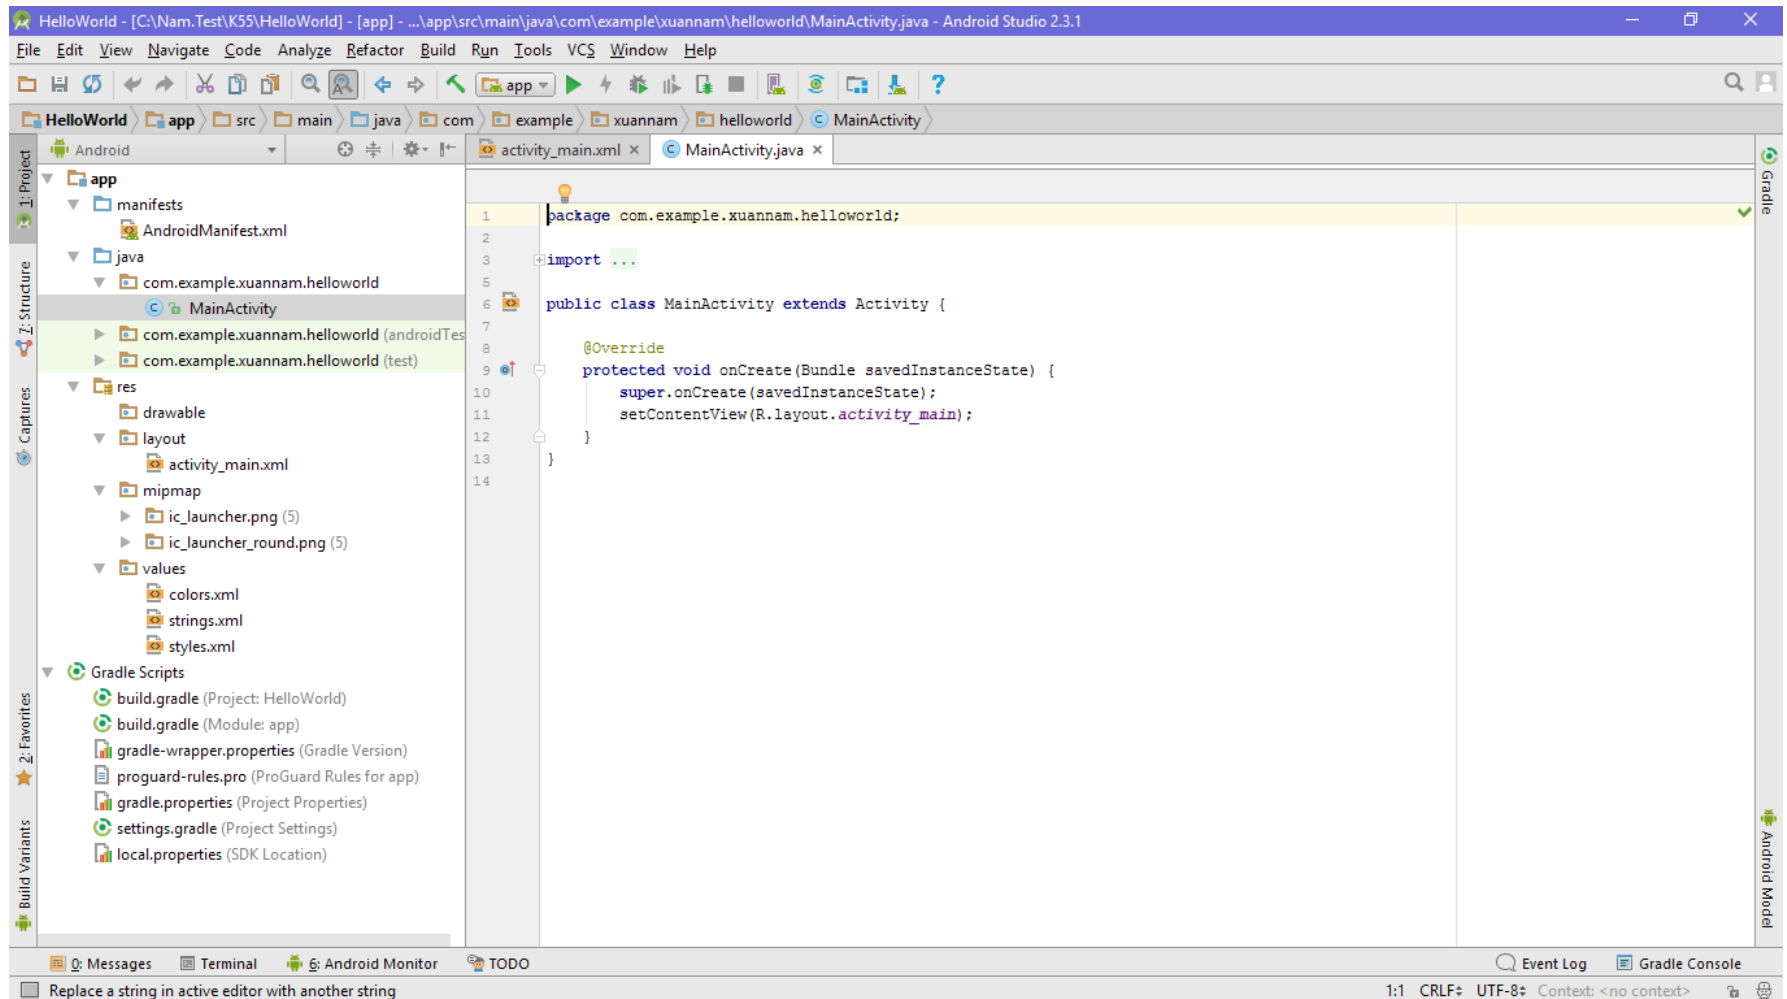 HelloWorld - [C:\Nam.Test\K55\HelloWorld] - [app] - ...\app\src\main\java\com\example\xuannam\helloworld\MainActivity.java - Android Studio 2.3.1
File Edit View Navigate Code Analyze Refactor Build Run Tools VCS Window Help
app
HelloWorld app src main java com example xuannam helloworld MainActivity
Android
activity_main.xml
MainActivity.java
1: Project
7: Structure
Captures
2: Favorites
Build Variants
app
manifests
AndroidManifest.xml
java
com.example.xuannam.helloworld
MainActivity
com.example.xuannam.helloworld (androidTes
com.example.xuannam.helloworld (test)
res
drawable
layout
activity_main.xml
mipmap
ic_launcher.png (5)
ic_launcher_round.png (5)
values
colors.xml
strings.xml
styles.xml
Gradle Scripts
build.gradle (Project: HelloWorld)
build.gradle (Module: app)
gradle-wrapper.properties (Gradle Version)
proguard-rules.pro (ProGuard Rules for app)
gradle.properties (Project Properties)
settings.gradle (Project Settings)
local.properties (SDK Location)
1 package com.example.xuannam.helloworld;
2
3 import ...
5
6 public class MainActivity extends Activity {
7
8 @Override
9 protected void onCreate(Bundle savedInstanceState) {
10 super.onCreate(savedInstanceState);
11 setContentView(R.layout.activity_main);
12 }
13 }
14
Gradle
Android Model
0: Messages Terminal 6: Android Monitor TODO Event Log Gradle Console
Replace a string in active editor with another string 1:1 CRLF UTF-8 Context: <no context>